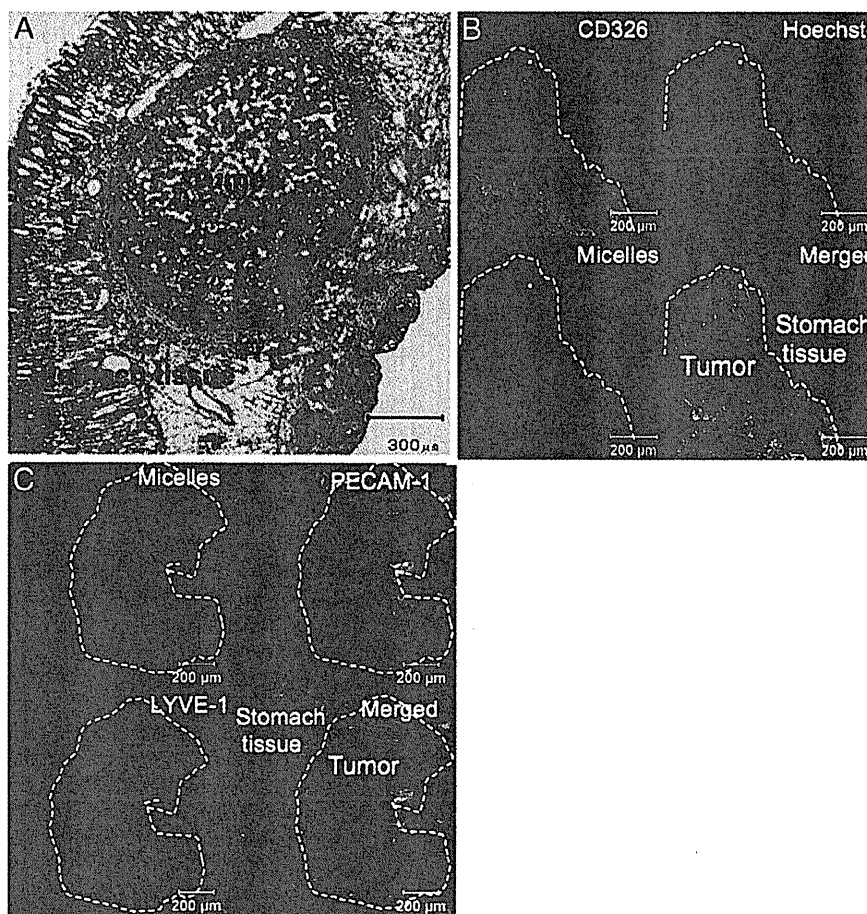 A
300 μm
B
CD326
Hoechst
200 μm
200 μm
Micelles
Merged
Stomach
tissue
Tumor
200 μm
200 μm
C
Micelles
PECAM-1
200 μm
200 μm
LYVE-1
Stomach
tissue
Merged
Tumor
200 μm
200 μm